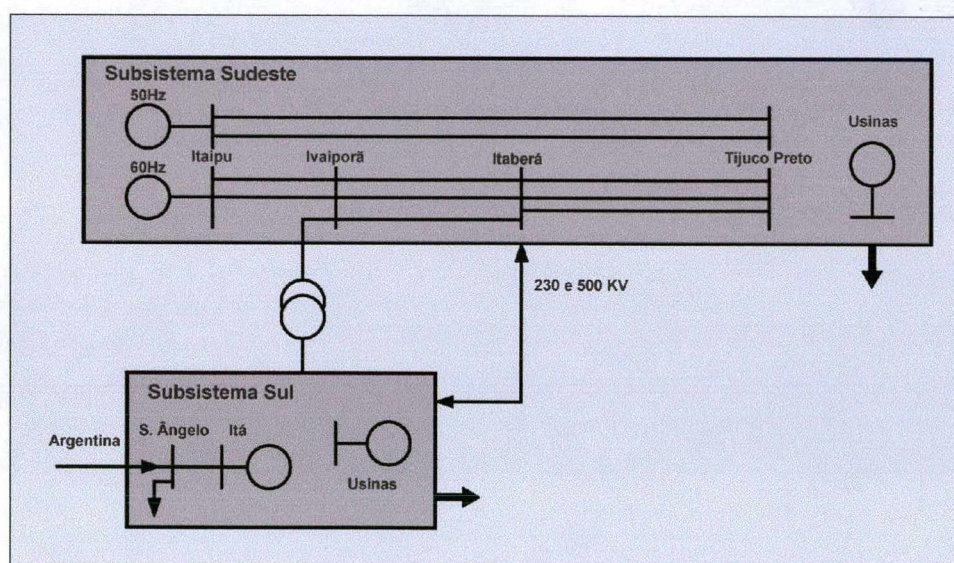 Subsistema Sudeste
50Hz
Usinas
Itaipu
Ivaiporã
Itaberá
Tijuco Preto
60Hz
230 e 500 KV
Subsistema Sul
Argentina
S. Ângelo
Itá
Usinas